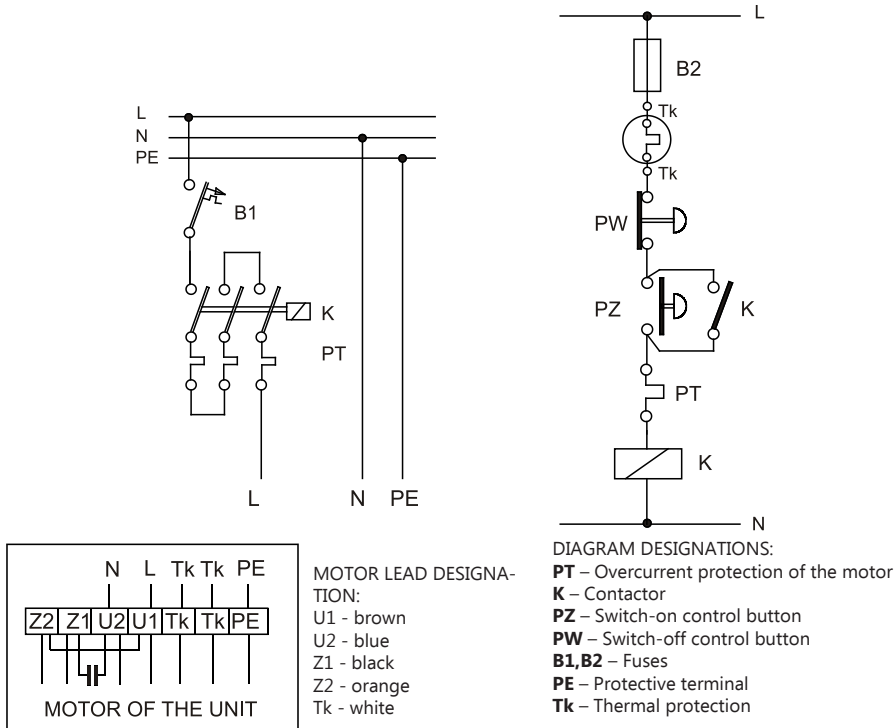 L
N
PE
B1
K
PT
L N PE
L
B2
Tk
Tk
PW
PZ K
PT
K
N
N L Tk Tk PE
Z2 Z1 U2 U1 Tk Tk PE
MOTOR OF THE UNIT
MOTOR LEAD DESIGNA-
TION:
U1 - brown
U2 - blue
Z1 - black
Z2 - orange
Tk - white
DIAGRAM DESIGNATIONS:
PT – Overcurrent protection of the motor
K – Contactor
PZ – Switch-on control button
PW – Switch-off control button
B1,B2 – Fuses
PE – Protective terminal
Tk – Thermal protection